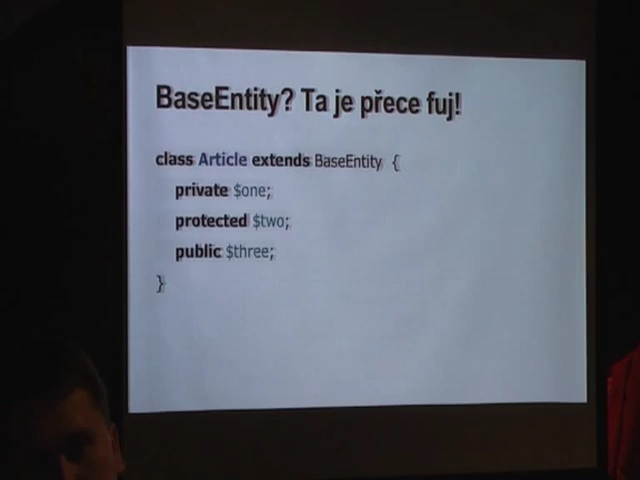 BaseEntity? Ta je přece fuj!
class Article extends BaseEntity {
private $one;
protected $two;
public $three;
}